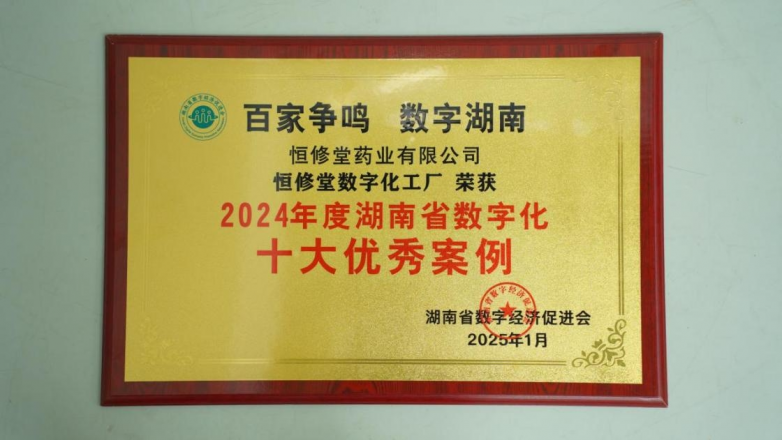 百家争鸣 数字湖南
恒修堂药业有限公司
恒修堂数字化工厂 荣获
2024年度湖南省数字化
十大优秀案例
湖南省数字经济促进会
2025年1月